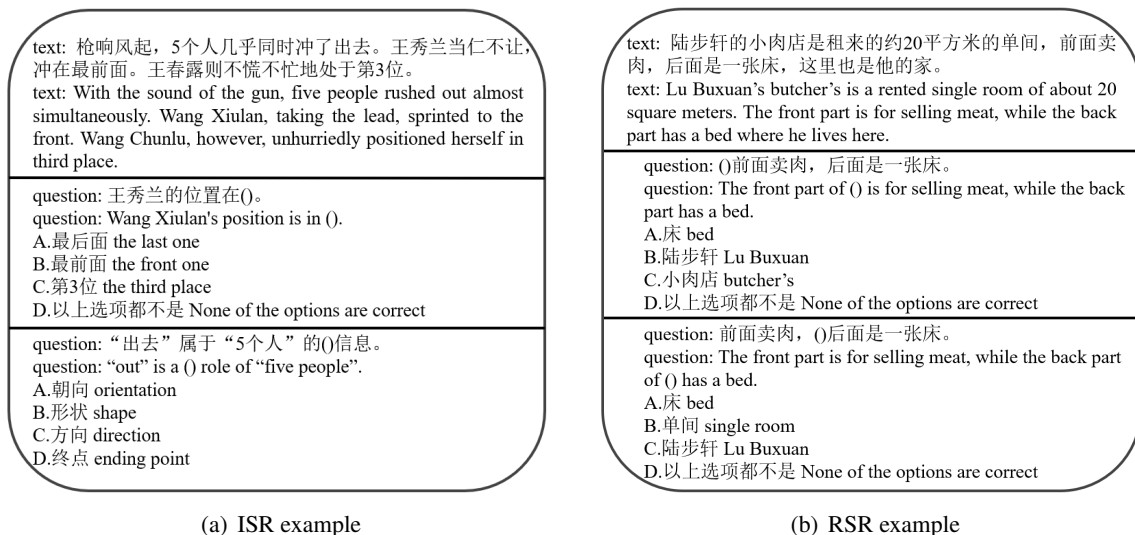 text: 枪响风起，5个人几乎同时冲了出去。王秀兰当仁不让，
冲在最前面。王春露则不慌不忙地处于第3位。
text: With the sound of the gun, five people rushed out almost
simultaneously. Wang Xiulan, taking the lead, sprinted to the
front. Wang Chunlu, however, unhurriedly positioned herself in
third place.
question: 王秀兰的位置在()。
question: Wang Xiulan's position is in ().
A.最后面 the last one
B.最前面 the front one
C.第3位 the third place
D.以上选项都不是 None of the options are correct
question: “出去”属于“5个人”的()信息。
question: “out” is a () role of “five people”.
A.朝向 orientation
B.形状 shape
C.方向 direction
D.终点 ending point
(a) ISR example
text: 陆步轩的小肉店是租来的约20平方米的单间，前面卖
肉，后面是一张床，这里也是他的家。
text: Lu Buxuan’s butcher’s is a rented single room of about 20
square meters. The front part is for selling meat, while the back
part has a bed where he lives here.
question: ()前面卖肉，后面是一张床。
question: The front part of () is for selling meat, while the back
part has a bed.
A.床 bed
B.陆步轩 Lu Buxuan
C.小肉店 butcher’s
D.以上选项都不是 None of the options are correct
question: 前面卖肉，()后面是一张床。
question: The front part is for selling meat, while the back part
of () has a bed.
A.床 bed
B.单间 single room
C.陆步轩 Lu Buxuan
D.以上选项都不是 None of the options are correct
(b) RSR example